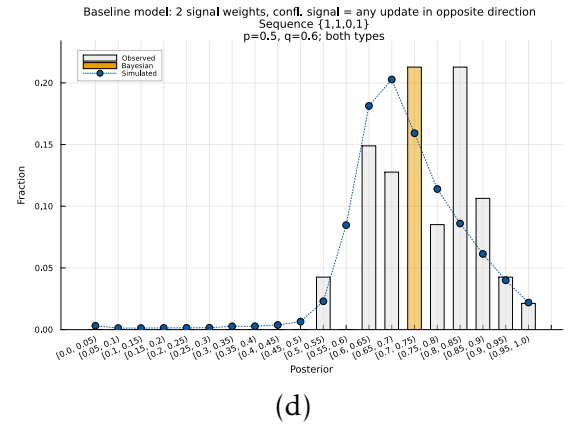 Baseline model: 2 signal weights, confl. signal = any update in opposite direction
Sequence {1,1,0,1}
p=0.5, q=0.6; both types
Observed
Bayesian
Simulated
Fraction
0.20
0.15
0.10
0.05
0.00
[0.0, 0.05)
[0.05, 0.1)
[0.1, 0.15)
[0.15, 0.2)
[0.2, 0.25)
[0.25, 0.3)
[0.3, 0.35)
[0.35, 0.4)
[0.4, 0.45)
[0.45, 0.5)
[0.5, 0.55)
[0.55, 0.6)
[0.6, 0.65)
[0.65, 0.7)
[0.7, 0.75)
[0.75, 0.8)
[0.8, 0.85)
[0.85, 0.9)
[0.9, 0.95)
[0.95, 1.0)
Posterior
(d)